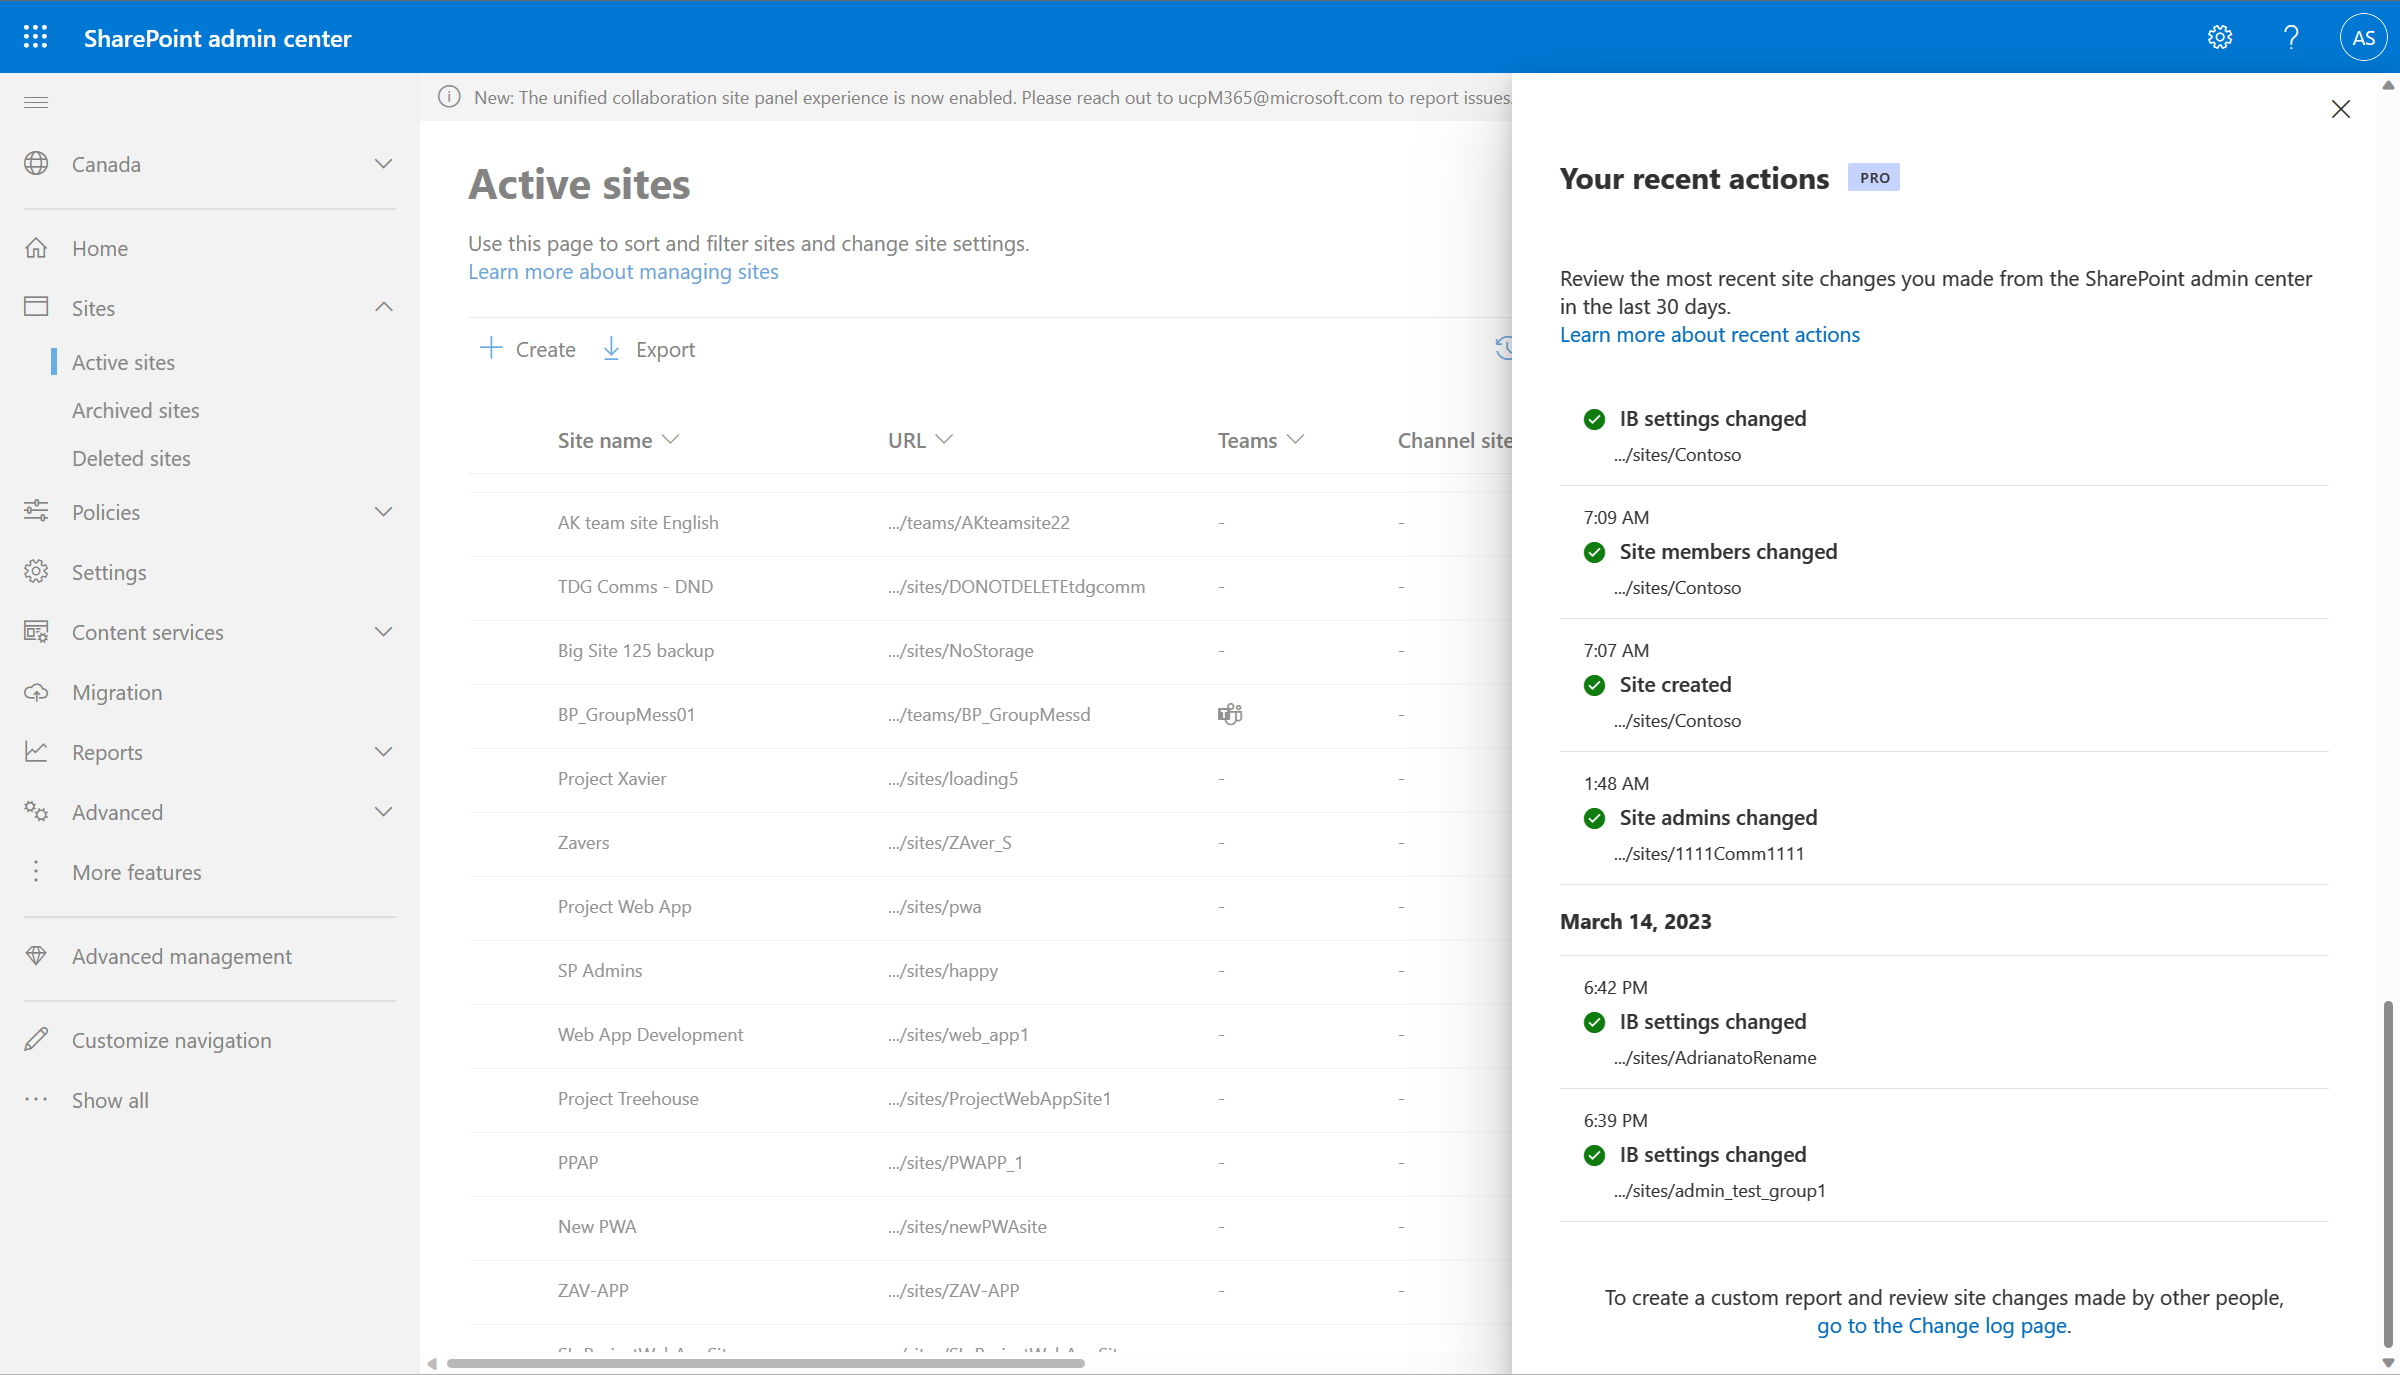 SharePoint admin center
AS
New: The unified collaboration site panel experience is now enabled. Please reach out to ucpM365@microsoft.com to report issues.
Canada
Home
Sites
Active sites
Archived sites
Deleted sites
Policies
Settings
Content services
Migration
Reports
Advanced
More features
Advanced management
Customize navigation
Show all
Active sites
Use this page to sort and filter sites and change site settings.
Learn more about managing sites
Create Export
Site name URL Teams Channel site
AK team site English .../teams/AKteamsite22 - -
TDG Comms - DND .../sites/DONOTDELETEtdgcomm - -
Big Site 125 backup .../sites/NoStorage - -
BP_GroupMess01 .../teams/BP_GroupMessd -
Project Xavier .../sites/loading5 - -
Zavers .../sites/ZAver_S - -
Project Web App .../sites/pwa - -
SP Admins .../sites/happy - -
Web App Development .../sites/web_app1 - -
Project Treehouse .../sites/ProjectWebAppSite1 - -
PPAP .../sites/PWAPP_1 - -
New PWA .../sites/newPWAsite - -
ZAV-APP .../sites/ZAV-APP - -
Your recent actions PRO
Review the most recent site changes you made from the SharePoint admin center
in the last 30 days.
Learn more about recent actions
IB settings changed
.../sites/Contoso
7:09 AM
Site members changed
.../sites/Contoso
7:07 AM
Site created
.../sites/Contoso
1:48 AM
Site admins changed
.../sites/1111Comm1111
March 14, 2023
6:42 PM
IB settings changed
.../sites/AdrianatoRename
6:39 PM
IB settings changed
.../sites/admin_test_group1
To create a custom report and review site changes made by other people,
go to the Change log page.